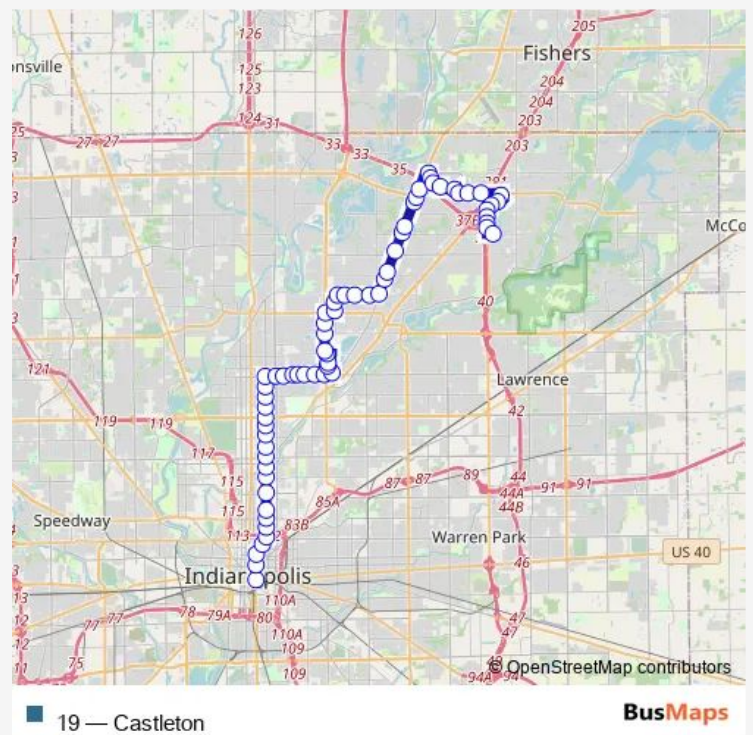 126
205
Fishers
onsville
125
123
204
204
203
124 31
25
27 27
33
33
203
35
37B
McCo
40
121
Lawrence
119
119
42
117
115
87 87
89
91 91
44
44A
44B
85A
115
Speedway
83B
113
Warren Park
US 40
Indianapolis
46
13
110A
78
79A
80
77
77
47
12
47
110A
75
109
11
109
94A
94
© OpenStreetMap contributors
BusMaps
19 — Castleton